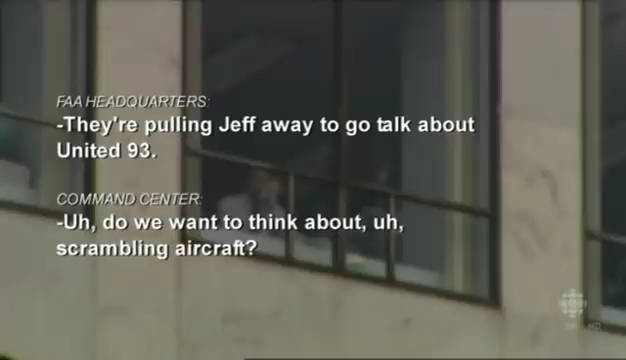 FAA HEADQUARTERS:
-They're pulling Jeff away to go talk about
United 93.
COMMAND CENTER:
-Uh, do we want to think about, uh,
scrambling aircraft?